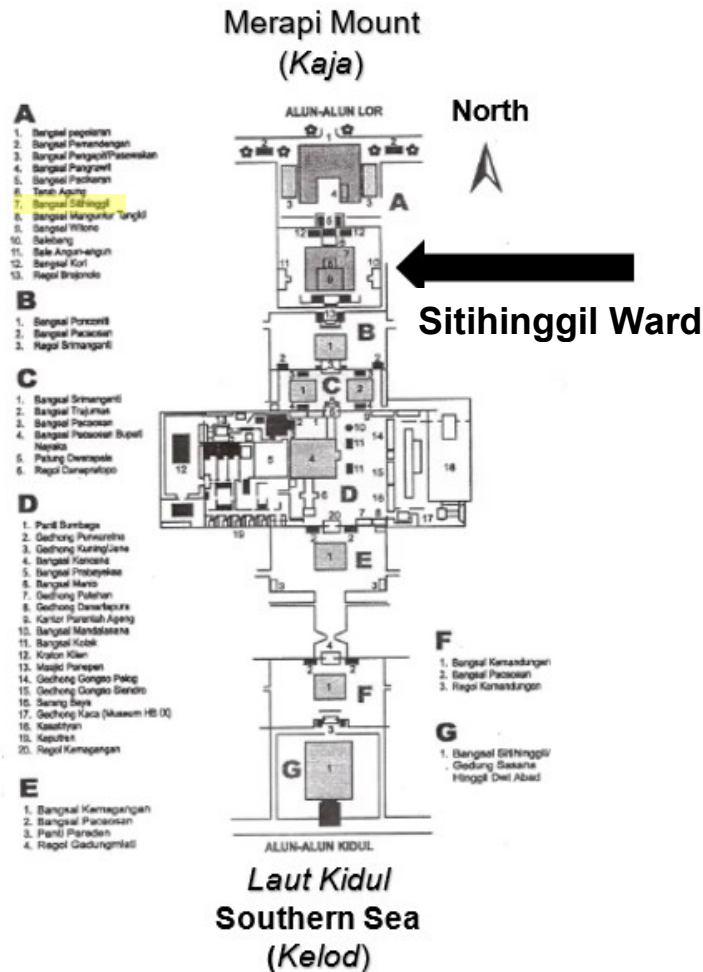 Merapi Mount
(Kaja)
ALUN-ALUN LOR
North
A
1. Bangsal pagelaran
2. Bangsal Pemandengan
3. Bangsal Pengapit/Pasewakan
4. Bangsal Pangrawit
5. Bangsal Pacikeran
6. Tarub Agung
7. Bangsal Sitihinggil
8. Bangsal Manguntur Tangkil
9. Bangsal Witono
10. Balebang
11. Bale Angun-angun
12. Bangsal Kori
13. Regol Brojonolo
B
1. Bangsal Ponconiti
2. Bangsal Pacaosan
3. Regol Srimanganti
C
1. Bangsal Srimanganti
2. Bangsal Trajumas
3. Bangsal Pacaosan
4. Bangsal Pacaosan Bupati
Nayaka
5. Patung Dwarapala
6. Regol Danapratopo
D
1. Panti Sumbaga
2. Gedhong Purwaretna
3. Gedhong Kuning/Jene
4. Bangsal Kencana
5. Bangsal Prabayeksa
6. Bangsal Manis
7. Gedhong Patehan
8. Gedhong Danartapura
9. Kantor Parentah Ageng
10. Bangsal Mandalasana
11. Bangsal Kotak
12. Kraton Kilen
13. Masjid Panepen
14. Gedhong Gongso Pelog
15. Gedhong Gongso Slendro
16. Sarang Baya
17. Gedhong Kaca (Museum HB IX)
18. Kasatriyan
19. Keputren
20. Regol Kemagangan
E
1. Bangsal Kemagangan
2. Bangsal Pacaosan
3. Panti Pareden
4. Regol Gadungmlati
Sitihinggil Ward
A
B
C
D
E
F
G
F
1. Bangsal Kemandungan
2. Bangsal Pacaosan
3. Regol Kemandungan
G
1. Bangsal Sitihinggil/
Gedung Sasana
Hinggil Dwi Abad
ALUN-ALUN KIDUL
Laut Kidul
Southern Sea
(Kelod)